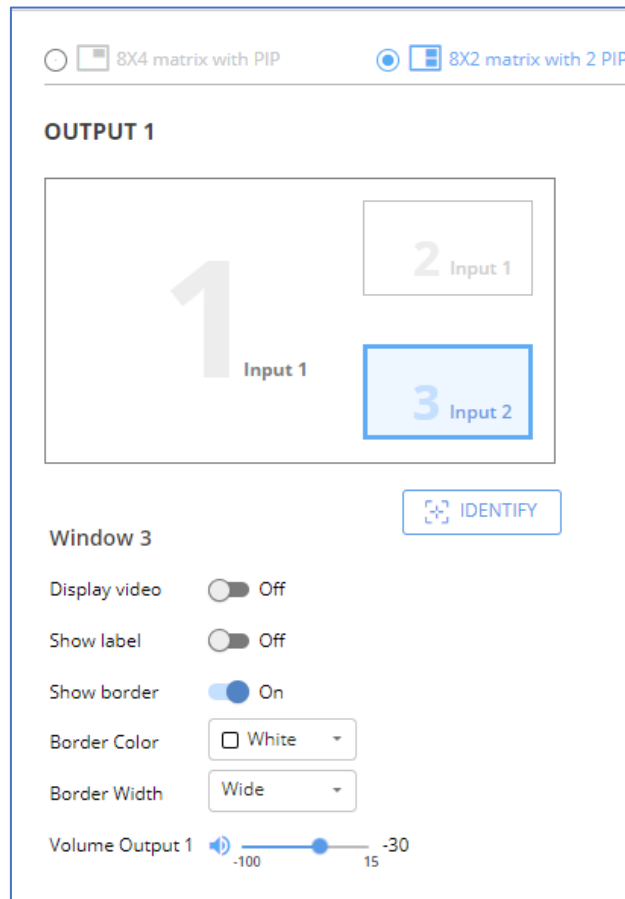 8X4 matrix with PIP 8X2 matrix with 2 PIP
OUTPUT 1
1 Input 1
2 Input 1
3 Input 2
IDENTIFY
Window 3
Display video Off
Show label Off
Show border On
Border Color White
Border Width Wide
Volume Output 1 -30
-100 15